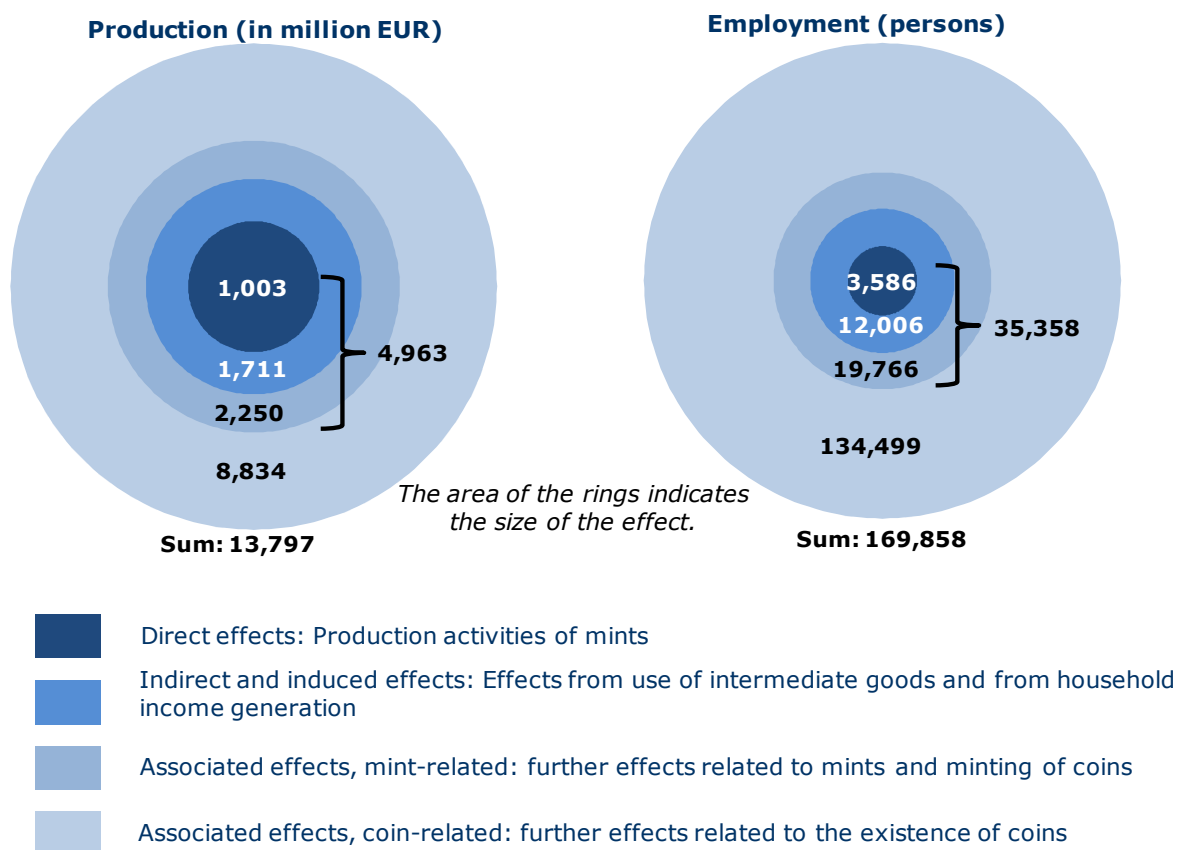 Production (in million EUR)
1,003
1,711
2,250
8,834
4,963
Sum: 13,797
Employment (persons)
3,586
12,006
19,766
134,499
35,358
Sum: 169,858
The area of the rings indicates
the size of the effect.
Direct effects: Production activities of mints
Indirect and induced effects: Effects from use of intermediate goods and from household
income generation
Associated effects, mint-related: further effects related to mints and minting of coins
Associated effects, coin-related: further effects related to the existence of coins